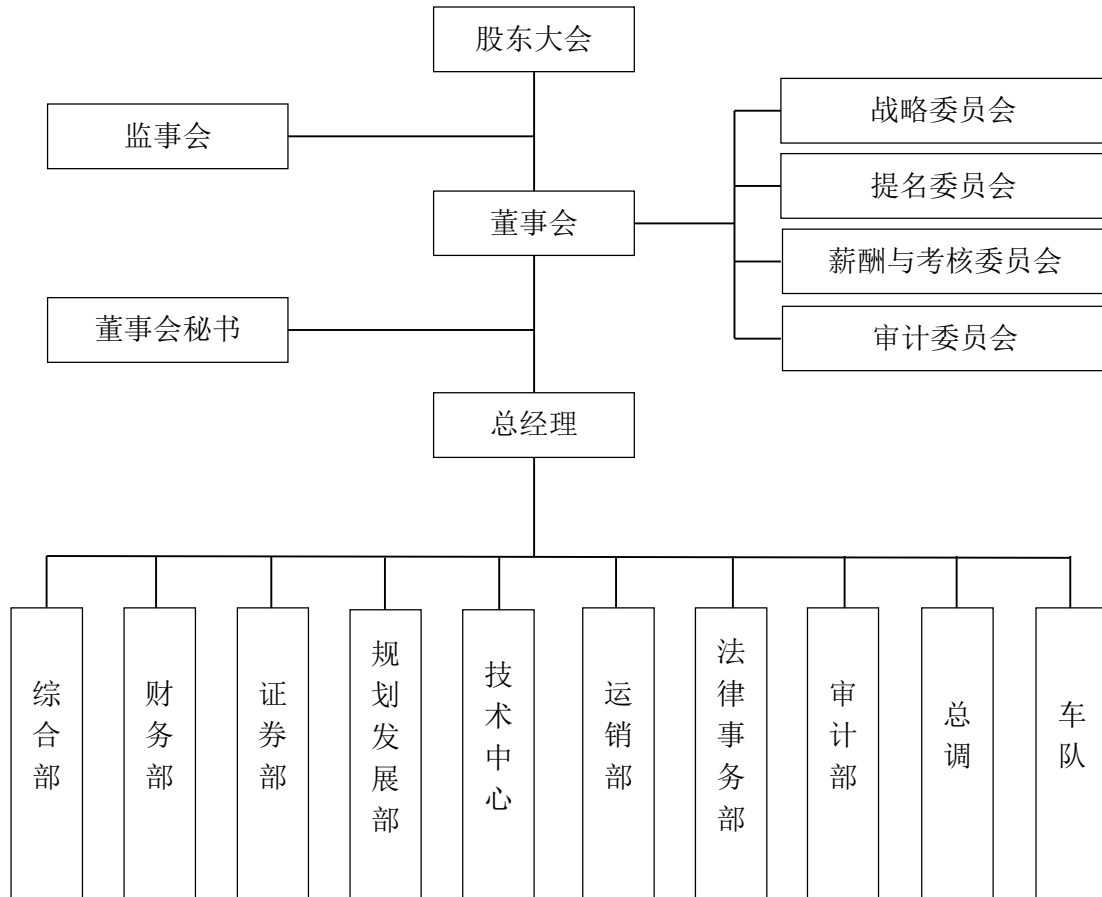 股东大会
监事会
战略委员会
提名委员会
董事会
薪酬与考核委员会
董事会秘书
审计委员会
总经理
综合部
财务部
证券部
规划发展部
技术中心
运销部
法律事务部
审计部
总调
车队